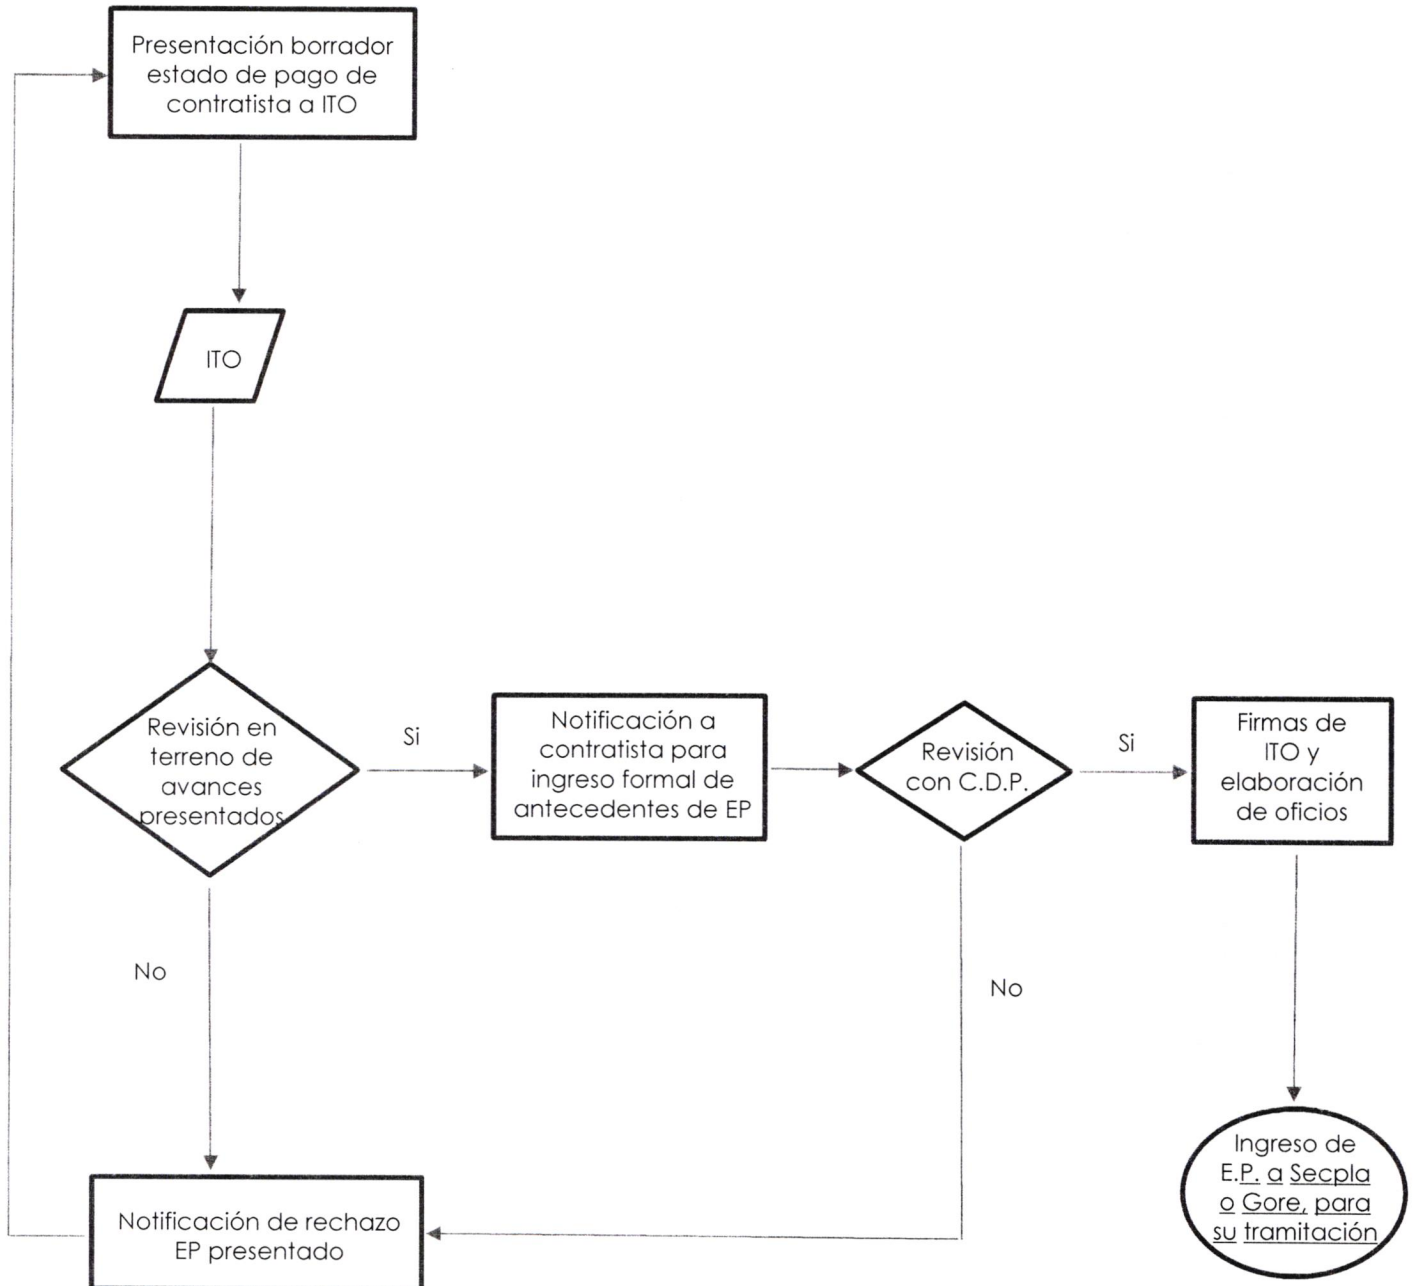 Presentación borrador
estado de pago de
contratista a ITO
ITO
Revisión en
terreno de
avances
presentados
Si
Notificación a
contratista para
ingreso formal de
antecedentes de EP
Revisión
con C.D.P.
Si
Firmas de
ITO y
elaboración
de oficios
No
No
Notificación de rechazo
EP presentado
Ingreso de
E.P. a Secpla
o Gore, para
su tramitación